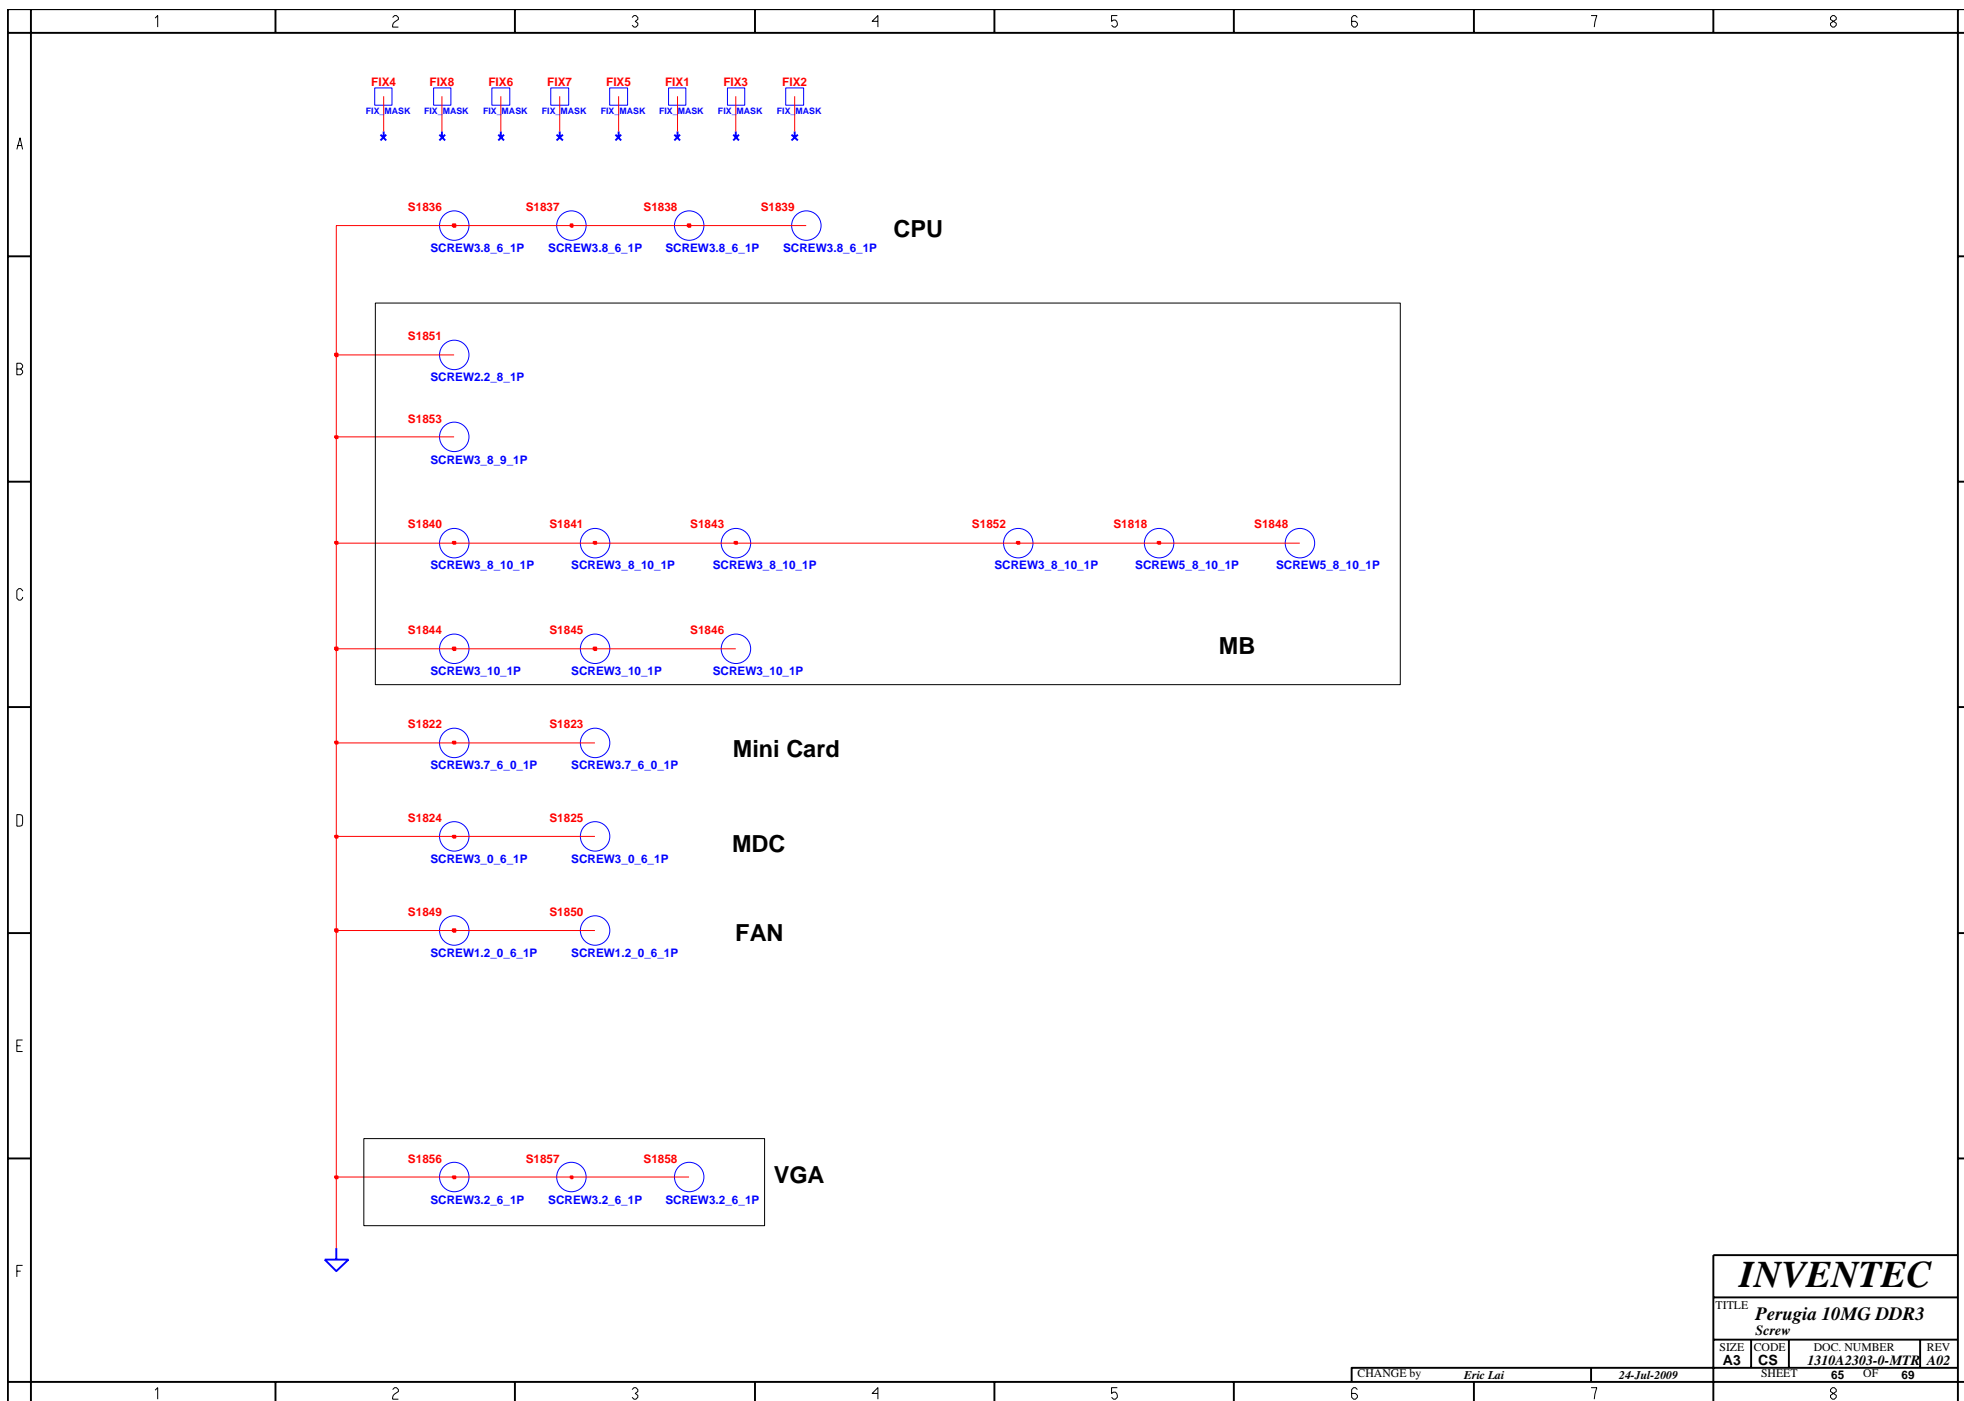 1 2 3 4 5 6 7 8
FIX4 FIX8 FIX6 FIX7 FIX5 FIX1 FIX3 FIX2
FIX_MASK FIX_MASK FIX_MASK FIX_MASK FIX_MASK FIX_MASK FIX_MASK FIX_MASK
A
S1836 S1837 S1838 S1839
CPU
SCREW3.8_6_1P SCREW3.8_6_1P SCREW3.8_6_1P SCREW3.8_6_1P
S1851
B
SCREW2.2_8_1P
S1853
SCREW3_8_9_1P
S1840 S1841 S1843 S1852 S1818 S1848
SCREW3_8_10_1P SCREW3_8_10_1P SCREW3_8_10_1P SCREW3_8_10_1P SCREW5_8_10_1P SCREW5_8_10_1P
C
S1844 S1845 S1846
MB
SCREW3_10_1P SCREW3_10_1P SCREW3_10_1P
S1822 S1823
Mini Card
SCREW3.7_6_0_1P SCREW3.7_6_0_1P
D
S1824 S1825
MDC
SCREW3_0_6_1P SCREW3_0_6_1P
S1849 S1850
FAN
SCREW1.2_0_6_1P SCREW1.2_0_6_1P
E
S1856 S1857 S1858
VGA
SCREW3.2_6_1P SCREW3.2_6_1P SCREW3.2_6_1P
F
INVENTEC
TITLE Perugia 10MG DDR3
Screw
SIZE CODE DOC. NUMBER REV
A3 CS 1310A2303-0-MTR A02
CHANGE by Eric Lai 24-Jul-2009 SHEET 65 OF 69
1 2 3 4 5 6 7 8